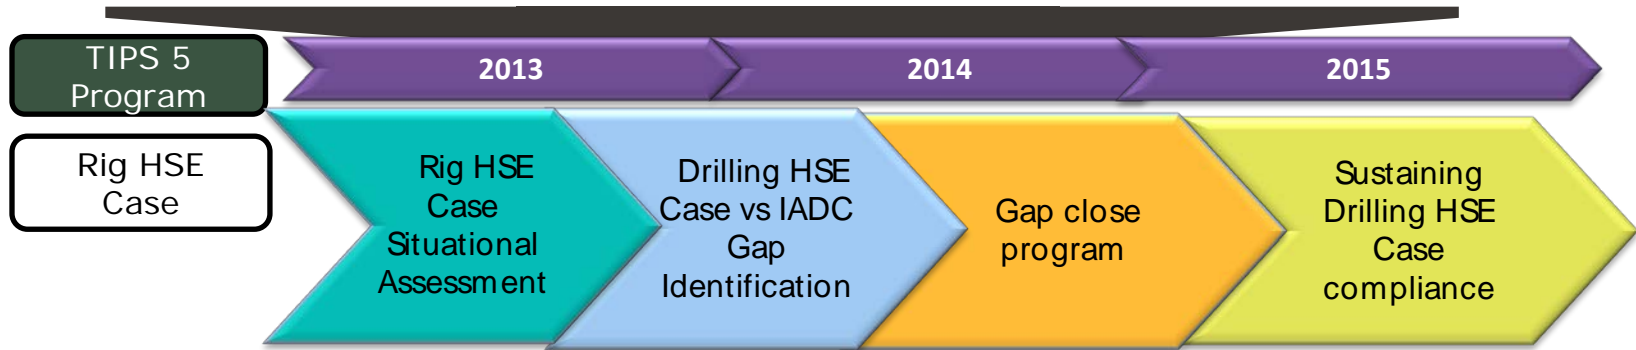 TIPS 5
Program
2013
2014
2015
Rig HSE
Case
Rig HSE
Case
Situational
Assessment
Drilling HSE
Case vs IADC
Gap
Identification
Gap close
program
Sustaining
Drilling HSE
Case
compliance